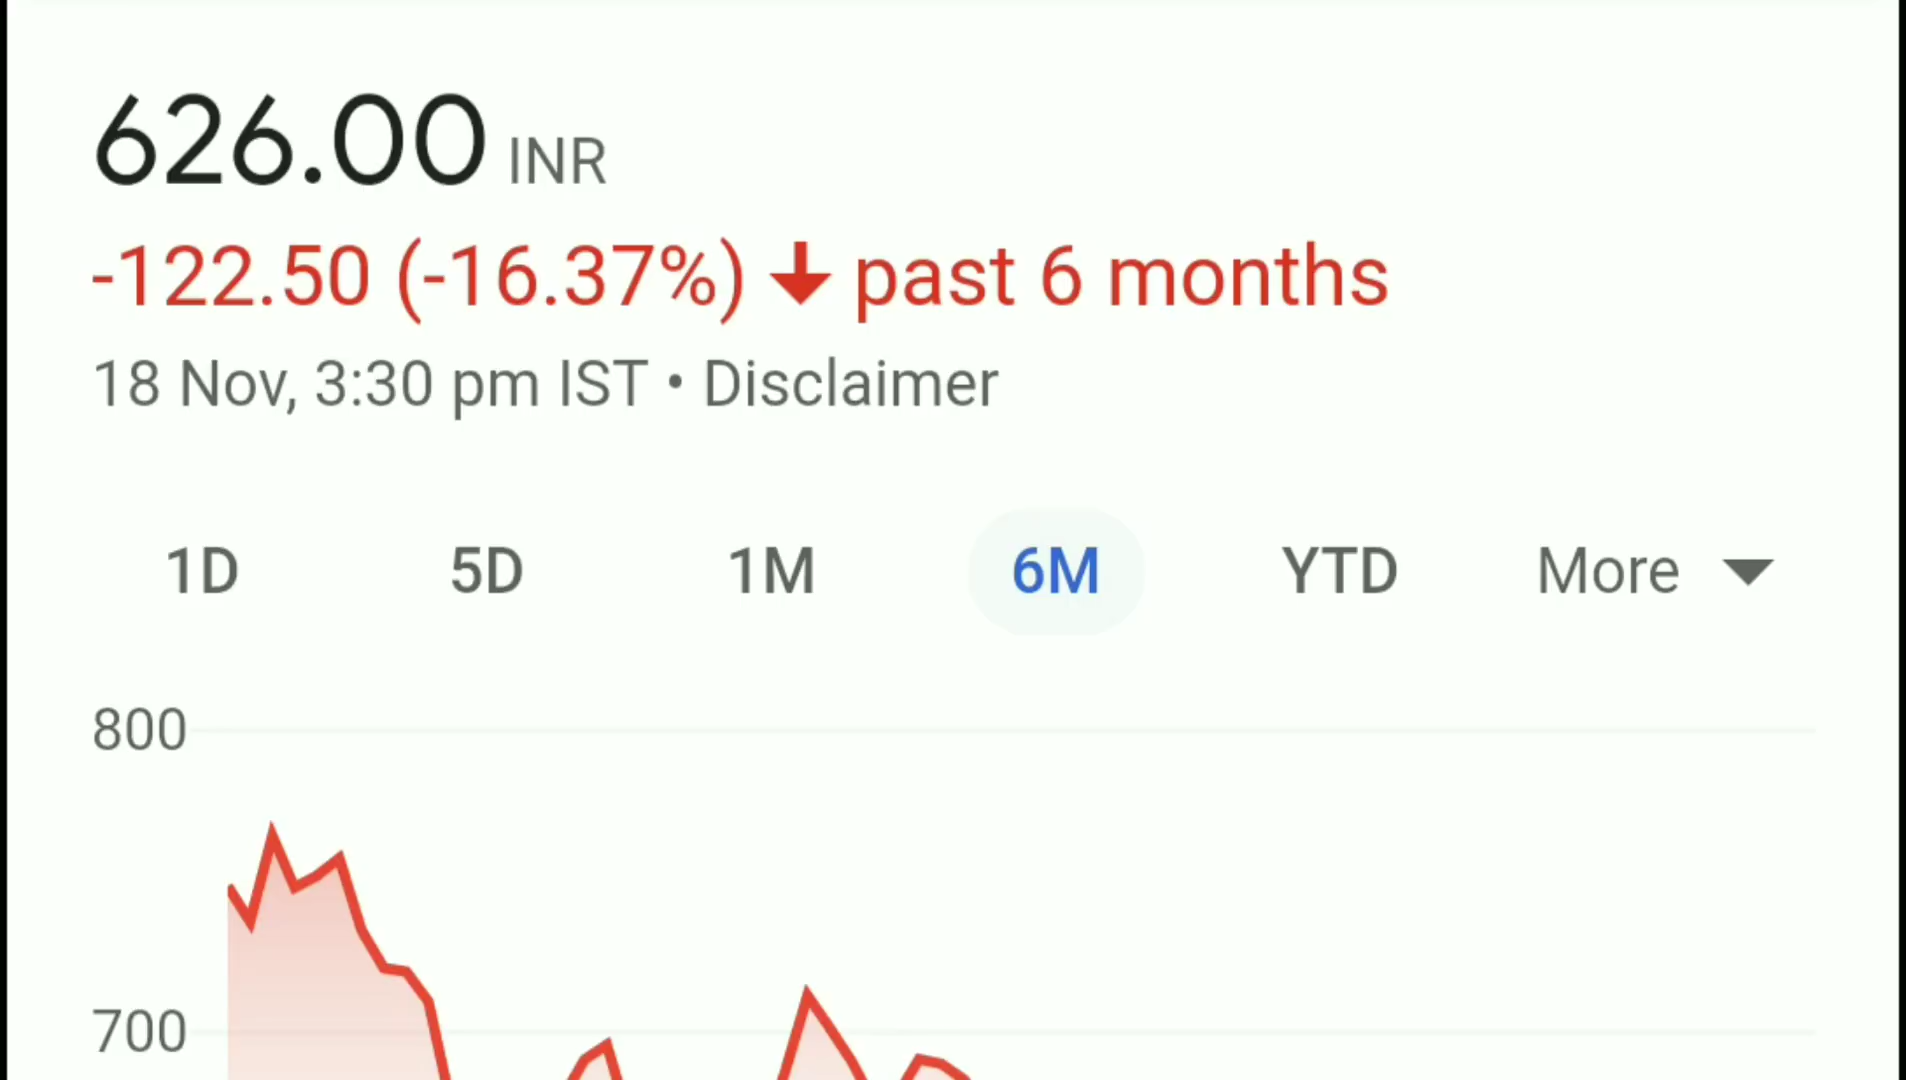 626.00 INR
-122.50 (-16.37%) ↓ past 6 months
18 Nov, 3:30 pm IST • Disclaimer
1D 5D 1M 6M YTD More
800
700